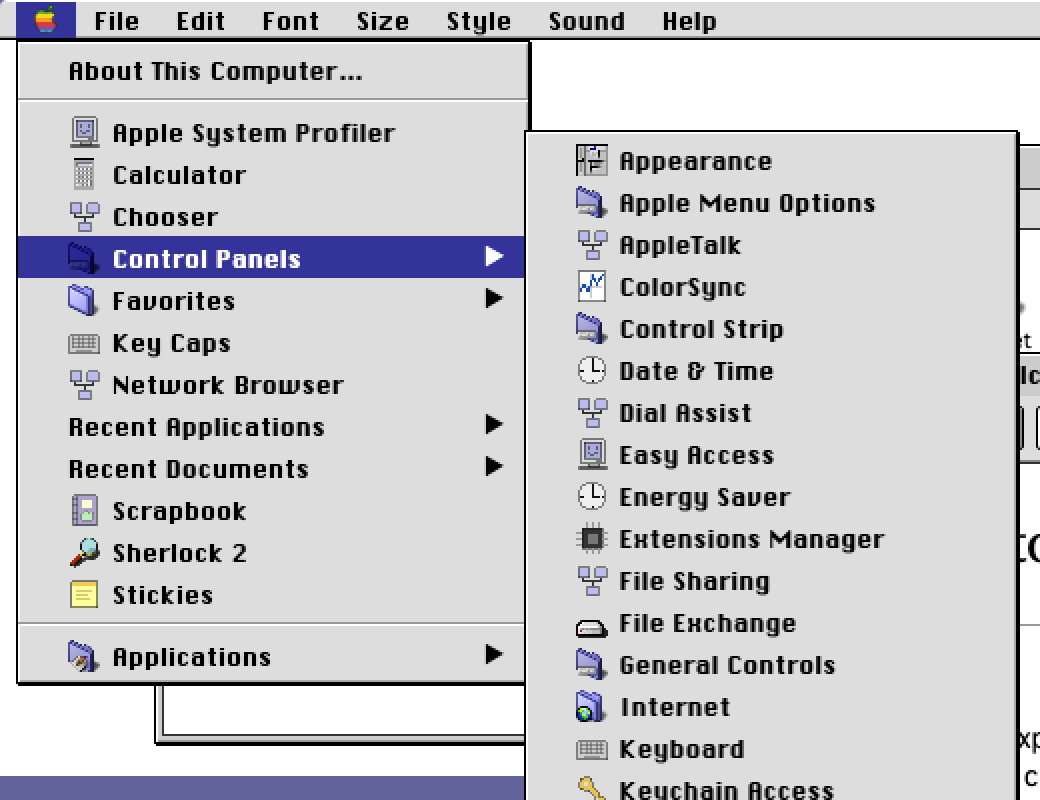 File Edit Font Size Style Sound Help
About This Computer...
Apple System Profiler
Calculator
Chooser
Control Panels
Favorites
Key Caps
Network Browser
Recent Applications
Recent Documents
Scrapbook
Sherlock 2
Stickies
Applications
Appearance
Apple Menu Options
AppleTalk
ColorSync
Control Strip
Date & Time
Dial Assist
Easy Access
Energy Saver
Extensions Manager
File Sharing
File Exchange
General Controls
Internet
Keyboard
Keychain Access